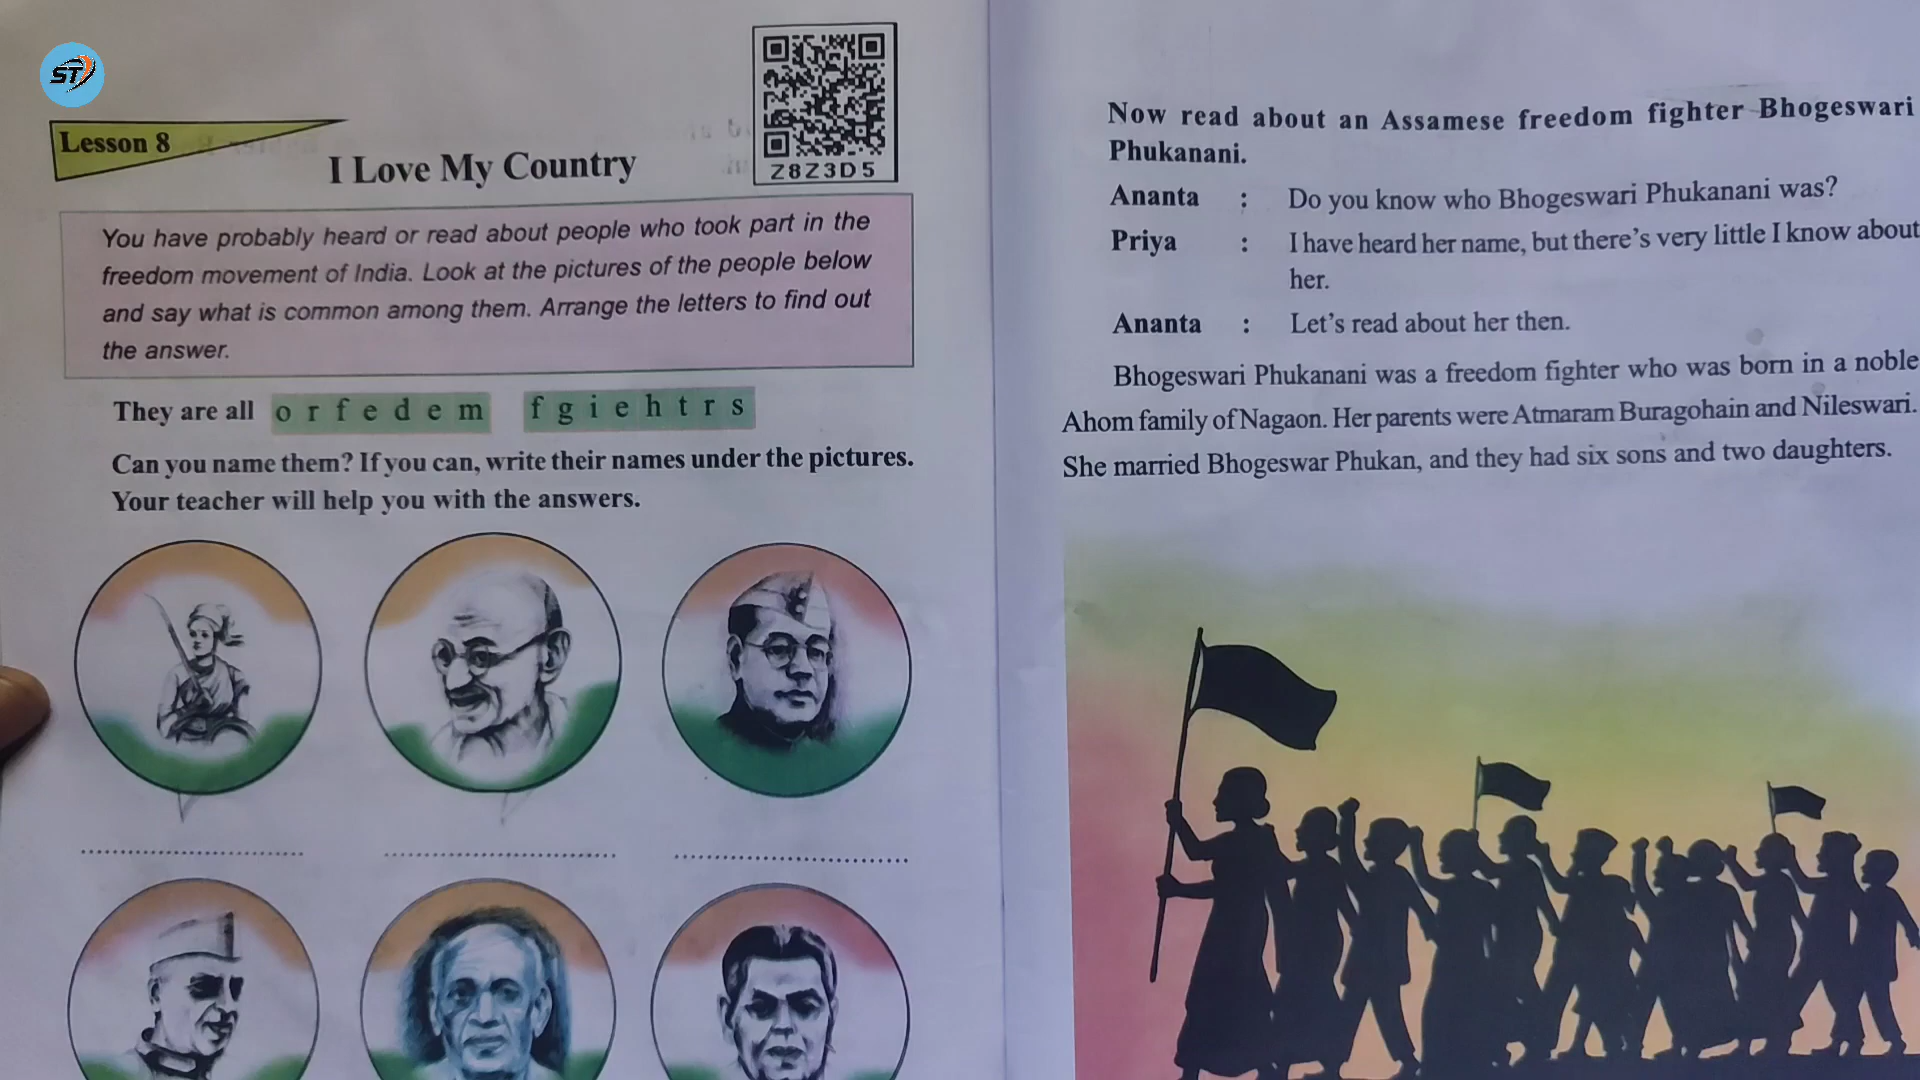 ST
Lesson 8
I Love My Country
Z8Z3D5
You have probably heard or read about people who took part in the
freedom movement of India. Look at the pictures of the people below
and say what is common among them. Arrange the letters to find out
the answer.
They are all o r f e d e m f g i e h t r s
Can you name them? If you can, write their names under the pictures.
Your teacher will help you with the answers.
Now read about an Assamese freedom fighter Bhogeswari
Phukanani.
Ananta : Do you know who Bhogeswari Phukanani was?
Priya : I have heard her name, but there's very little I know about
her.
Ananta : Let's read about her then.
Bhogeswari Phukanani was a freedom fighter who was born in a noble
Ahom family of Nagaon. Her parents were Atmaram Buragohain and Nileswari.
She married Bhogeswar Phukan, and they had six sons and two daughters.